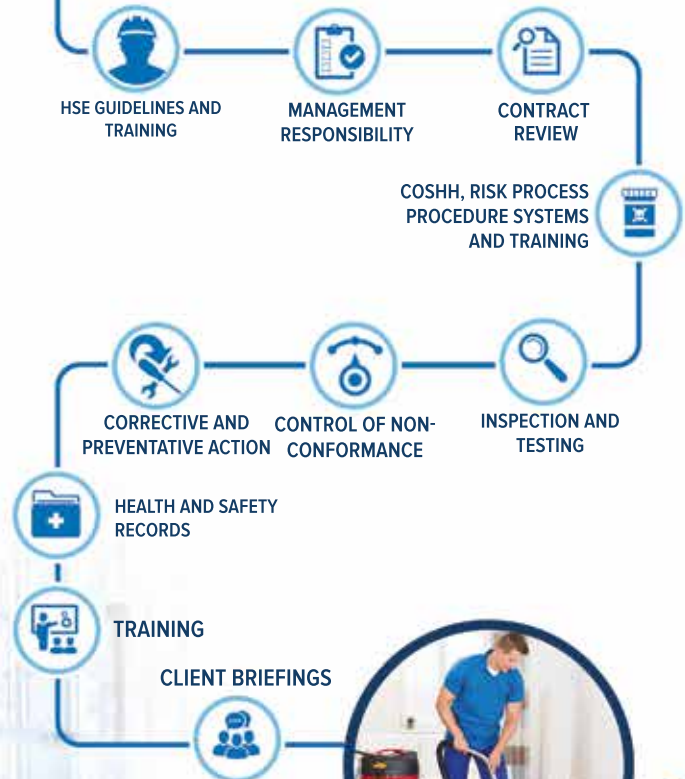 HSE GUIDELINES AND
TRAINING
MANAGEMENT
RESPONSIBILITY
CONTRACT
REVIEW
COSHH, RISK PROCESS
PROCEDURE SYSTEMS
AND TRAINING
CORRECTIVE AND
PREVENTATIVE ACTION
CONTROL OF NON-
CONFORMANCE
INSPECTION AND
TESTING
HEALTH AND SAFETY
RECORDS
TRAINING
CLIENT BRIEFINGS